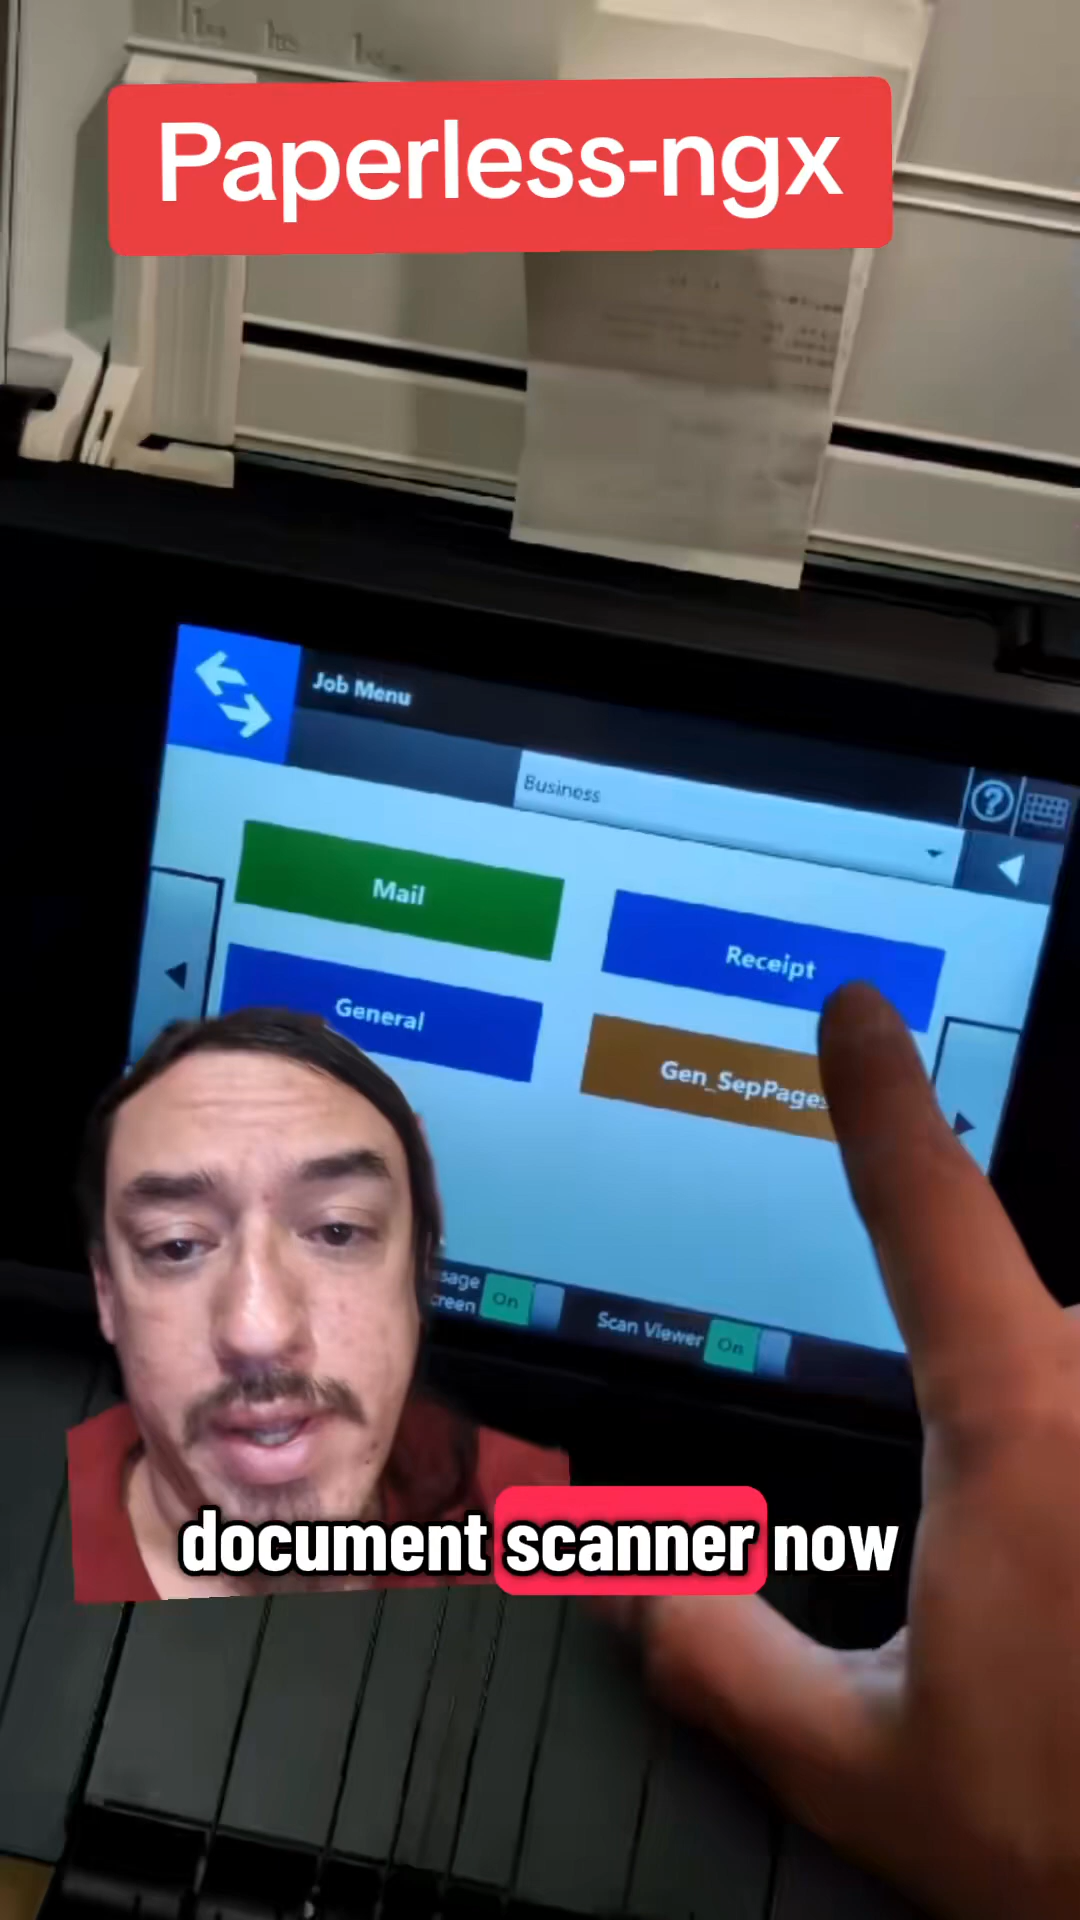 Paperless-ngx
Job Menu
Business
Mail
Receipt
General
Gen_SepPages
On
Scan Viewer On
document scanner now